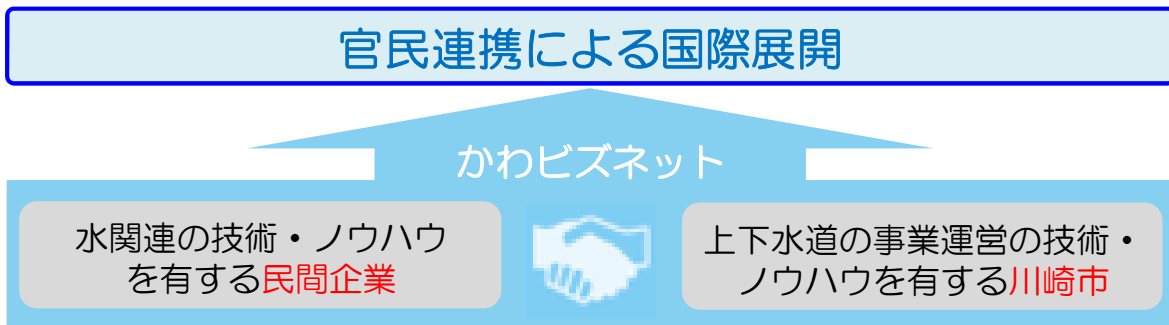 官民連携による国際展開
かわビズネット
水関連の技術・ノウハウ
を有する民間企業
上下水道の事業運営の技術・
ノウハウを有する川崎市